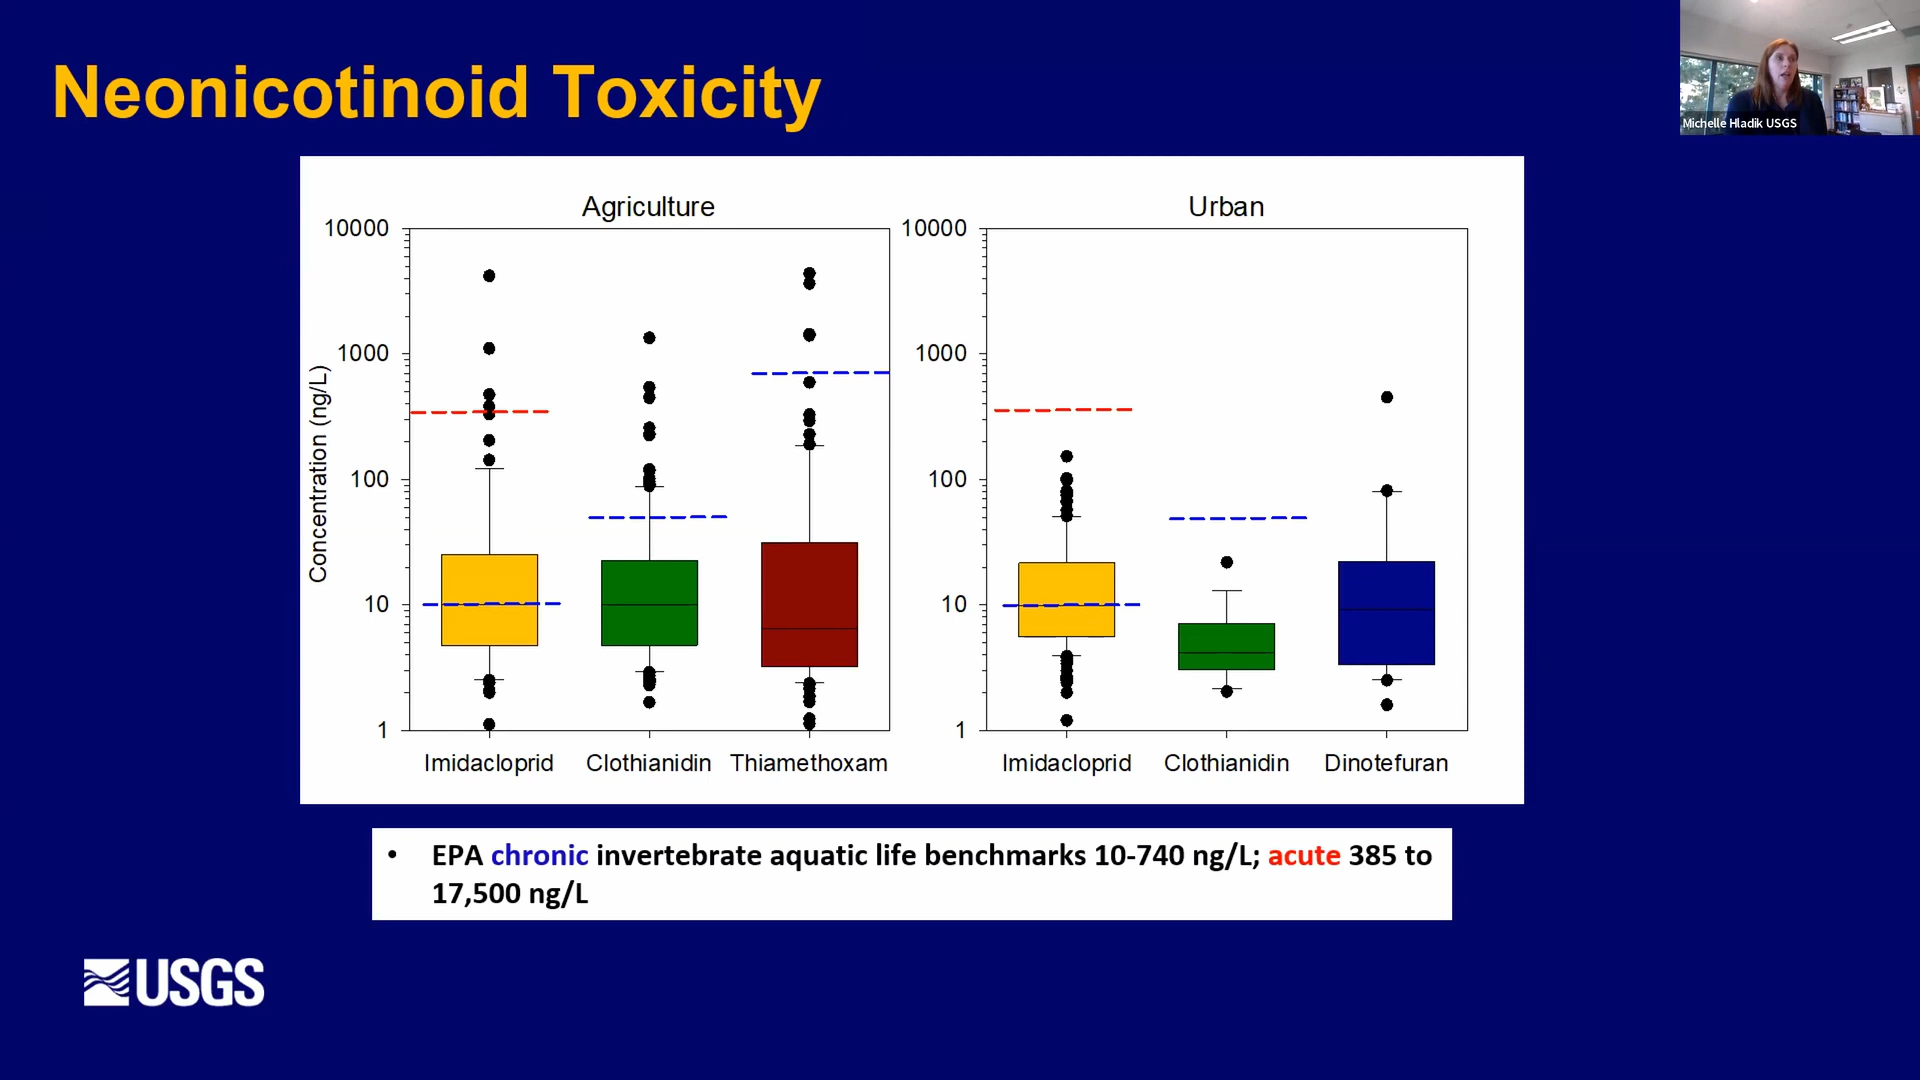 Neonicotinoid Toxicity
Michelle Hladik USGS
Agriculture
Urban
Concentration (ng/L)
10000
1000
100
10
1
10000
1000
100
10
1
Imidacloprid
Clothianidin
Thiamethoxam
Imidacloprid
Clothianidin
Dinotefuran
• EPA chronic invertebrate aquatic life benchmarks 10-740 ng/L; acute 385 to
17,500 ng/L
USGS